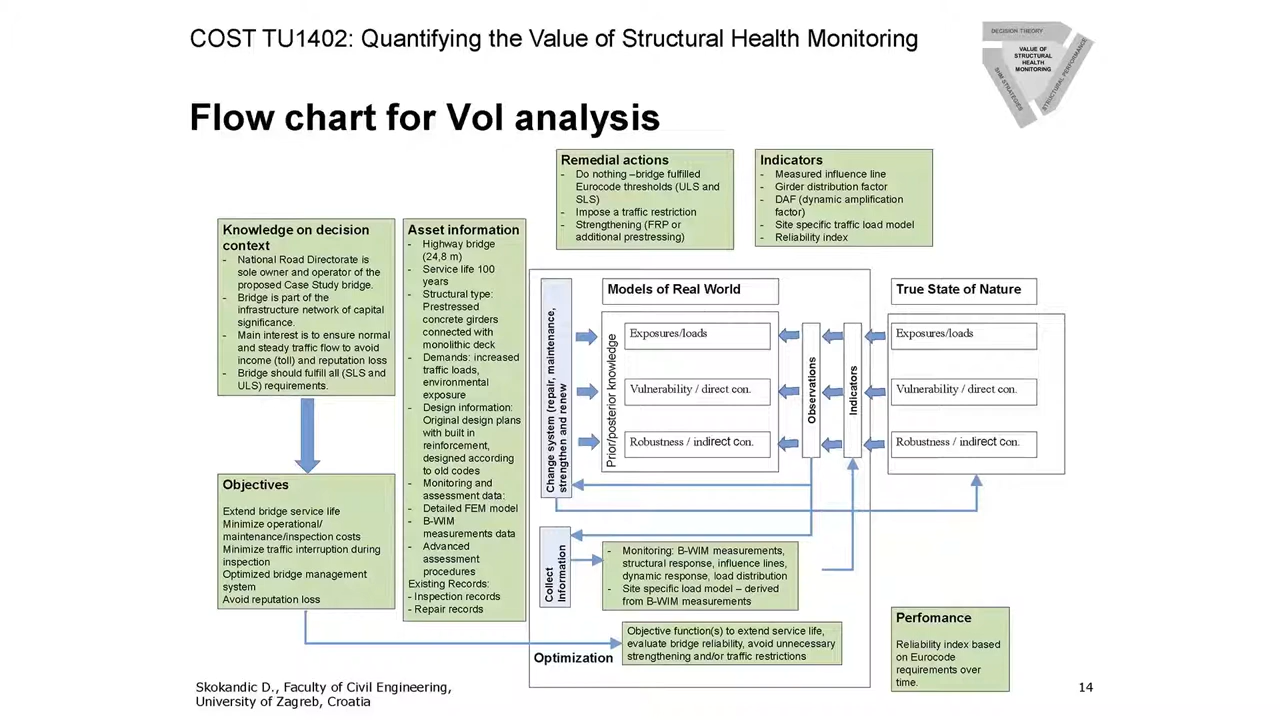 COST TU1402: Quantifying the Value of Structural Health Monitoring
DECISION THEORY
VALUE OF
STRUCTURAL
HEALTH
MONITORING
SHM STRATEGIES
STRUCTURAL PERFORMANCE
Flow chart for VoI analysis
Remedial actions
- Do nothing –bridge fulfilled
Eurocode thresholds (ULS and
SLS)
- Impose a traffic restriction
- Strengthening (FRP or
additional prestressing)
Indicators
- Measured influence line
- Girder distribution factor
- DAF (dynamic amplification
factor)
- Site specific traffic load model
- Reliability index
Knowledge on decision
context
- National Road Directorate is
sole owner and operator of the
proposed Case Study bridge.
- Bridge is part of the
infrastructure network of capital
significance.
- Main interest is to ensure normal
and steady traffic flow to avoid
income (toll) and reputation loss
- Bridge should fulfill all (SLS and
ULS) requirements.
Asset information
- Highway bridge
(24,8 m)
- Service life 100
years
- Structural type:
Prestressed
concrete girders
connected with
monolithic deck
- Demands: increased
traffic loads,
environmental
exposure
- Design information:
Original design plans
with built in
reinforcement,
designed according
to old codes
- Monitoring and
assessment data:
- Detailed FEM model
- B-WIM
measurements data
- Advanced
assessment
procedures
Existing Records:
- Inspection records
- Repair records
Objectives
Extend bridge service life
Minimize operational/
maintenance/inspection costs
Minimize traffic interruption during
inspection
Optimized bridge management
system
Avoid reputation loss
Change system (repair, maintenance,
strengthen and renew
Models of Real World
Prior/posterior knowledge
Exposures/loads
Vulnerability / direct con.
Robustness / indirect con.
Observations
Indicators
True State of Nature
Exposures/loads
Vulnerability / direct con.
Robustness / indirect con.
Collect
Information
- Monitoring: B-WIM measurements,
structural response, influence lines,
dynamic response, load distribution
- Site specific load model – derived
from B-WIM measurements
Optimization
Objective function(s) to extend service life,
evaluate bridge reliability, avoid unnecessary
strengthening and/or traffic restrictions
Perfomance
Reliability index based
on Eurocode
requirements over
time.
Skokandic D., Faculty of Civil Engineering,
University of Zagreb, Croatia
14